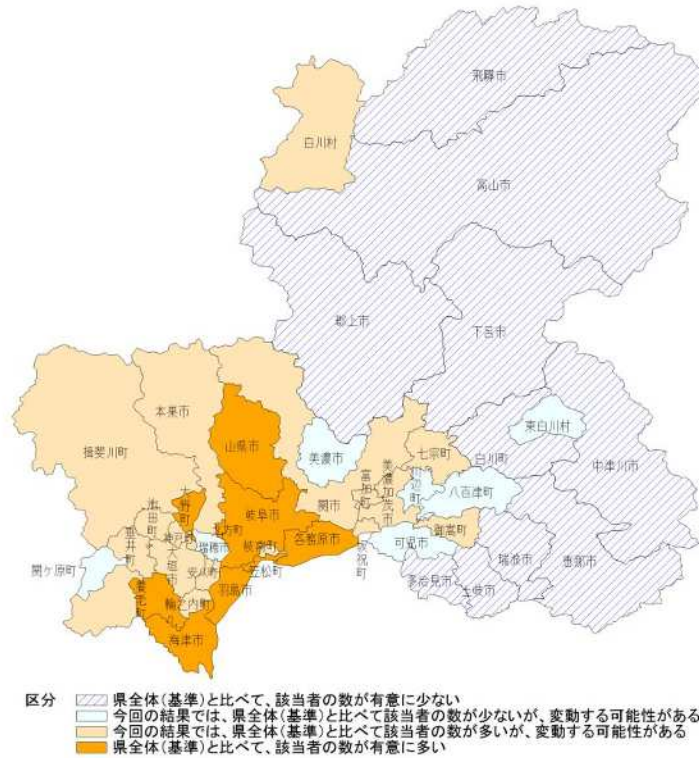 飛騨市
白川村
高山市
郡上市
下呂市
本巣市
揖斐川町
山県市
美濃市
東白川村
七宗町
白川町
中津川市
八百津町
川辺町
富加町
美濃加茂市
関市
大野町
池田町
岐阜市
北方町
御嵩町
神戸町
瑞穂市
岐南町
各務原市
坂祝町
可児市
瑞浪市
恵那市
垂井町
関ケ原町
大垣市
安八町
笠松町
多治見市
土岐市
羽島市
養老町
輪之内町
海津市
区分
県全体(基準)と比べて、該当者の数が有意に少ない
今回の結果では、県全体(基準)と比べて該当者の数が少ないが、変動する可能性がある
今回の結果では、県全体(基準)と比べて該当者の数が多いが、変動する可能性がある
県全体(基準)と比べて、該当者の数が有意に多い